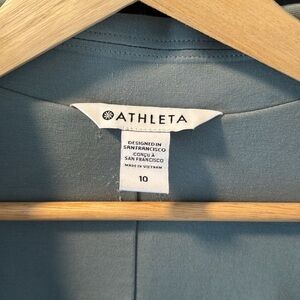 ATHLETA
DESIGNED IN
SAN FRANCISCO
CONÇU À
SAN FRANCISCO
MADE IN VIETNAM
10